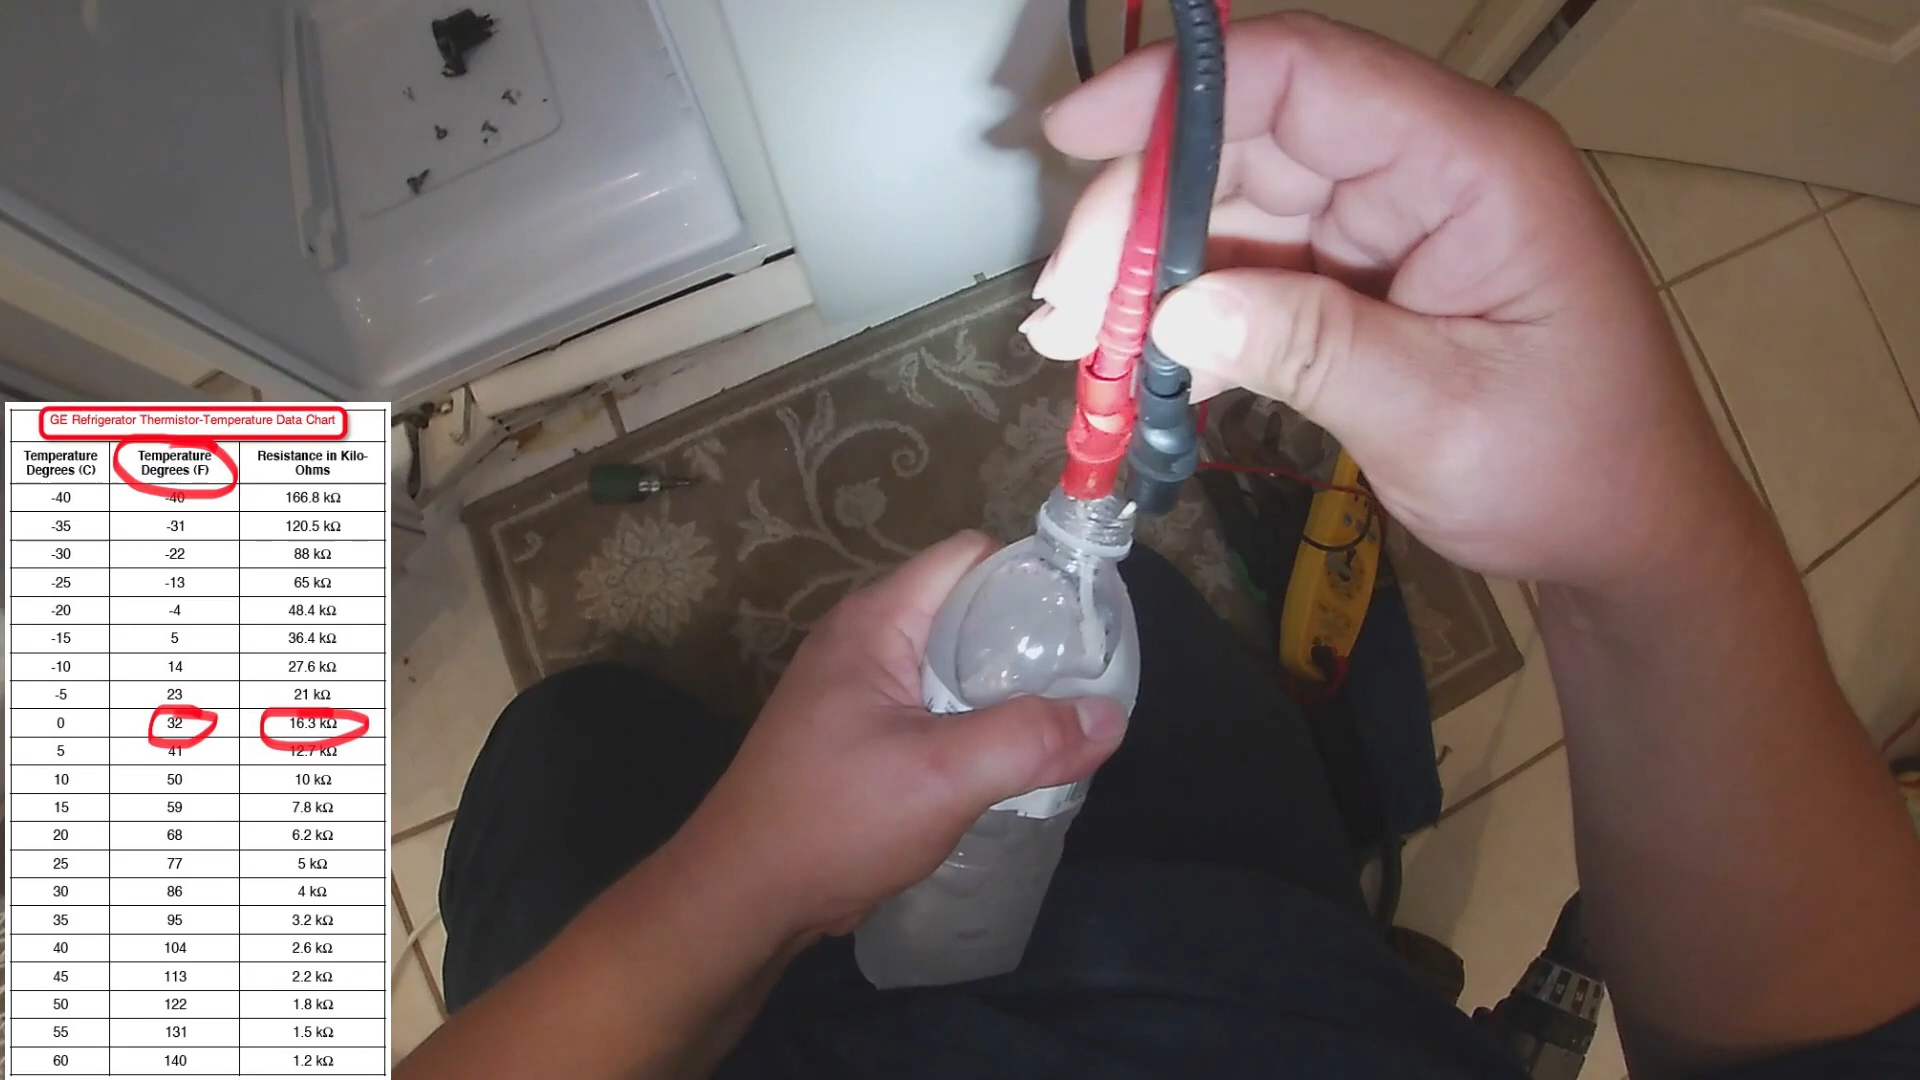 GE Refrigerator Thermistor-Temperature Data Chart
Temperature Degrees (C) Temperature Degrees (F) Resistance in Kilo-Ohms
-40 -40 166.8 kΩ
-35 -31 120.5 kΩ
-30 -22 88 kΩ
-25 -13 65 kΩ
-20 -4 48.4 kΩ
-15 5 36.4 kΩ
-10 14 27.6 kΩ
-5 23 21 kΩ
0 32 16.3 kΩ
5 41 12.7 kΩ
10 50 10 kΩ
15 59 7.8 kΩ
20 68 6.2 kΩ
25 77 5 kΩ
30 86 4 kΩ
35 95 3.2 kΩ
40 104 2.6 kΩ
45 113 2.2 kΩ
50 122 1.8 kΩ
55 131 1.5 kΩ
60 140 1.2 kΩ